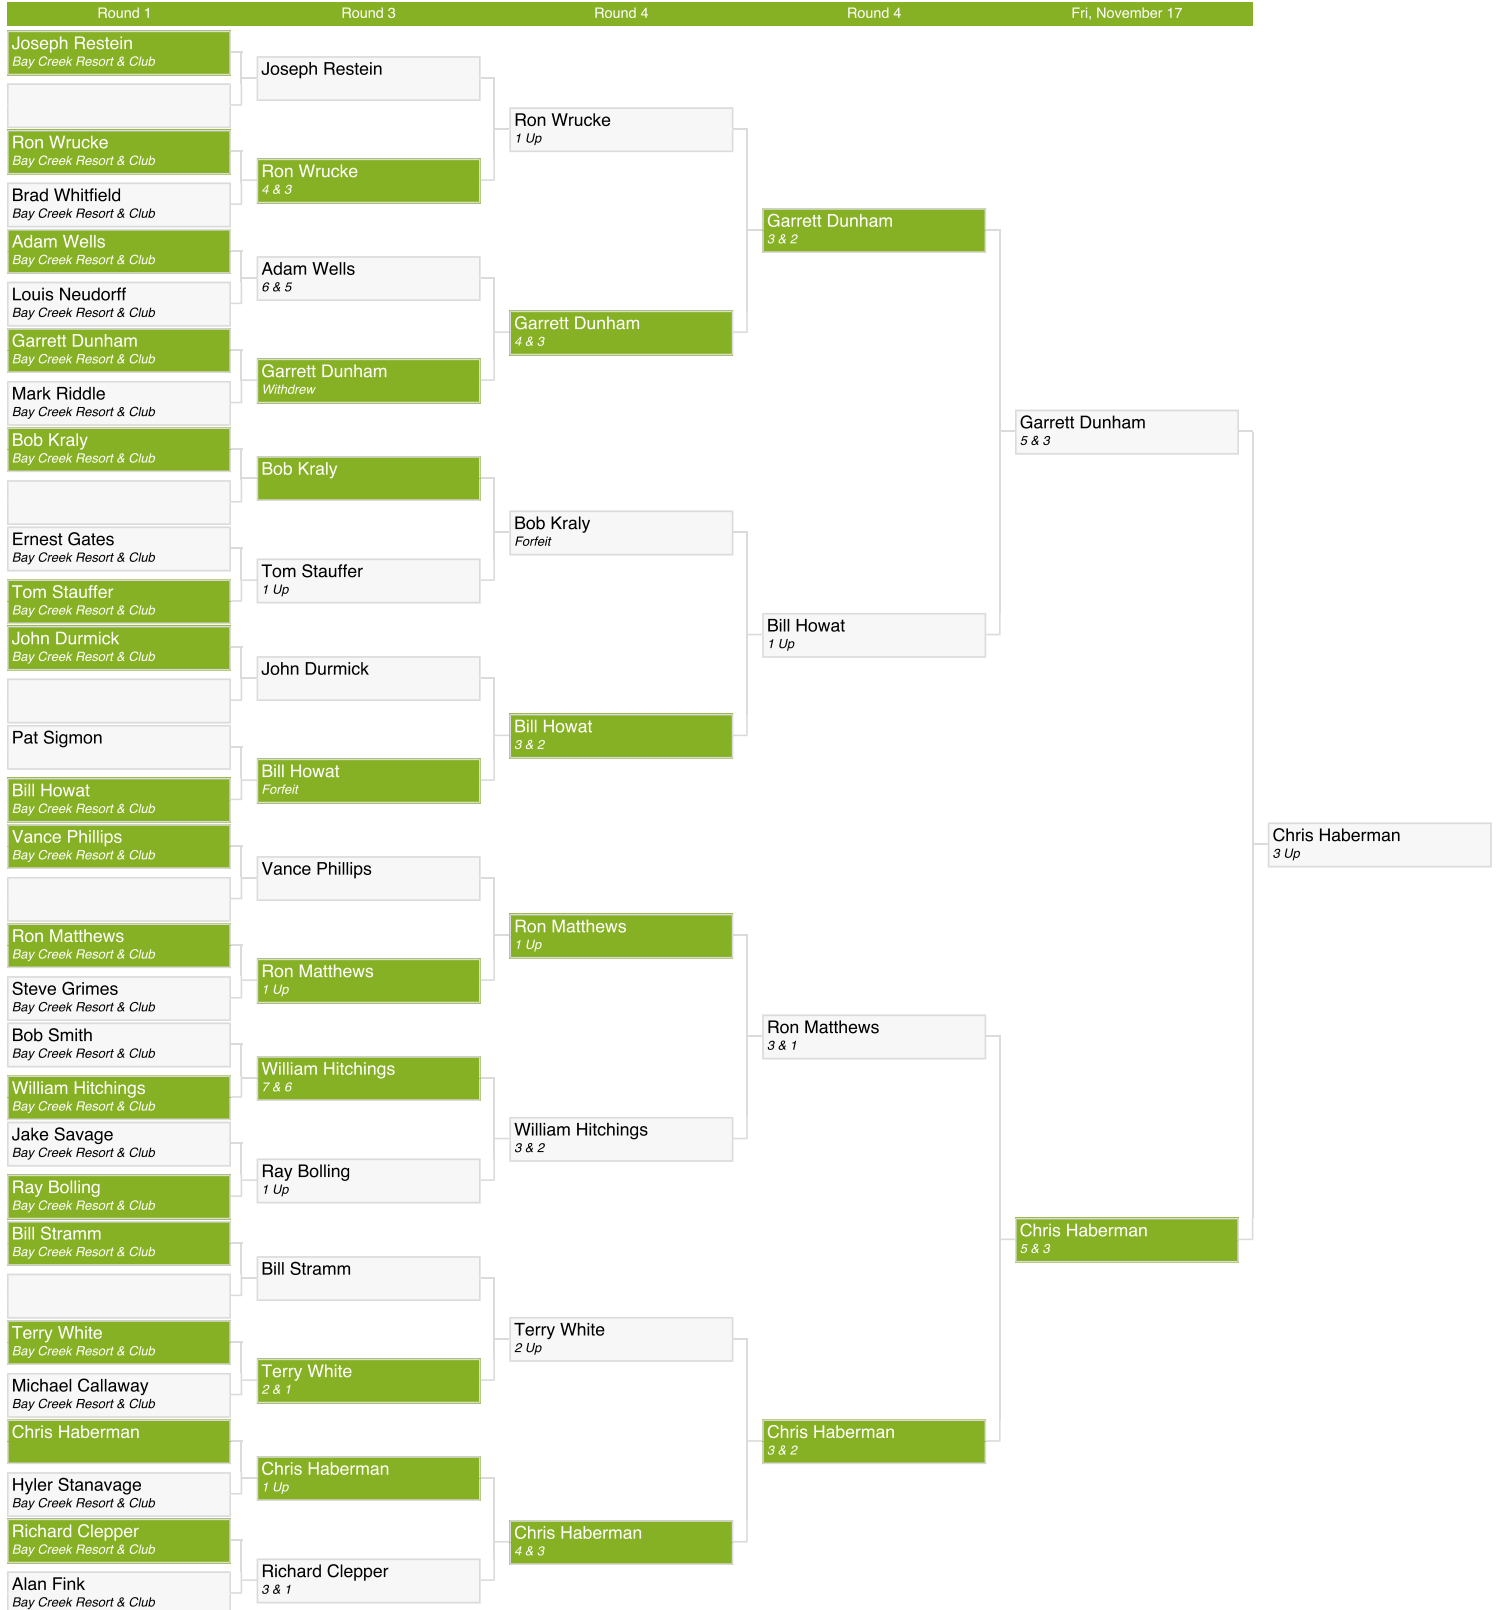 Round 1
Round 3
Round 4
Round 4
Fri, November 17
Joseph Restein
Bay Creek Resort & Club
Ron Wrucke
Bay Creek Resort & Club
Brad Whitfield
Bay Creek Resort & Club
Adam Wells
Bay Creek Resort & Club
Louis Neudorff
Bay Creek Resort & Club
Garrett Dunham
Bay Creek Resort & Club
Mark Riddle
Bay Creek Resort & Club
Bob Kraly
Bay Creek Resort & Club
Ernest Gates
Bay Creek Resort & Club
Tom Stauffer
Bay Creek Resort & Club
John Durmick
Bay Creek Resort & Club
Pat Sigmon
Bill Howat
Bay Creek Resort & Club
Vance Phillips
Bay Creek Resort & Club
Ron Matthews
Bay Creek Resort & Club
Steve Grimes
Bay Creek Resort & Club
Bob Smith
Bay Creek Resort & Club
William Hitchings
Bay Creek Resort & Club
Jake Savage
Bay Creek Resort & Club
Ray Bolling
Bay Creek Resort & Club
Bill Stramm
Bay Creek Resort & Club
Terry White
Bay Creek Resort & Club
Michael Callaway
Bay Creek Resort & Club
Chris Haberman
Hyler Stanavage
Bay Creek Resort & Club
Richard Clepper
Bay Creek Resort & Club
Alan Fink
Bay Creek Resort & Club
Joseph Restein
Ron Wrucke
4 & 3
Adam Wells
6 & 5
Garrett Dunham
Withdrew
Bob Kraly
Tom Stauffer
1 Up
John Durmick
Bill Howat
Forfeit
Vance Phillips
Ron Matthews
1 Up
William Hitchings
7 & 6
Ray Bolling
1 Up
Bill Stramm
Terry White
2 & 1
Chris Haberman
1 Up
Richard Clepper
3 & 1
Ron Wrucke
1 Up
Garrett Dunham
4 & 3
Bob Kraly
Forfeit
Bill Howat
3 & 2
Ron Matthews
1 Up
William Hitchings
3 & 2
Terry White
2 Up
Chris Haberman
4 & 3
Garrett Dunham
3 & 2
Bill Howat
1 Up
Ron Matthews
3 & 1
Chris Haberman
3 & 2
Garrett Dunham
5 & 3
Chris Haberman
5 & 3
Chris Haberman
3 Up